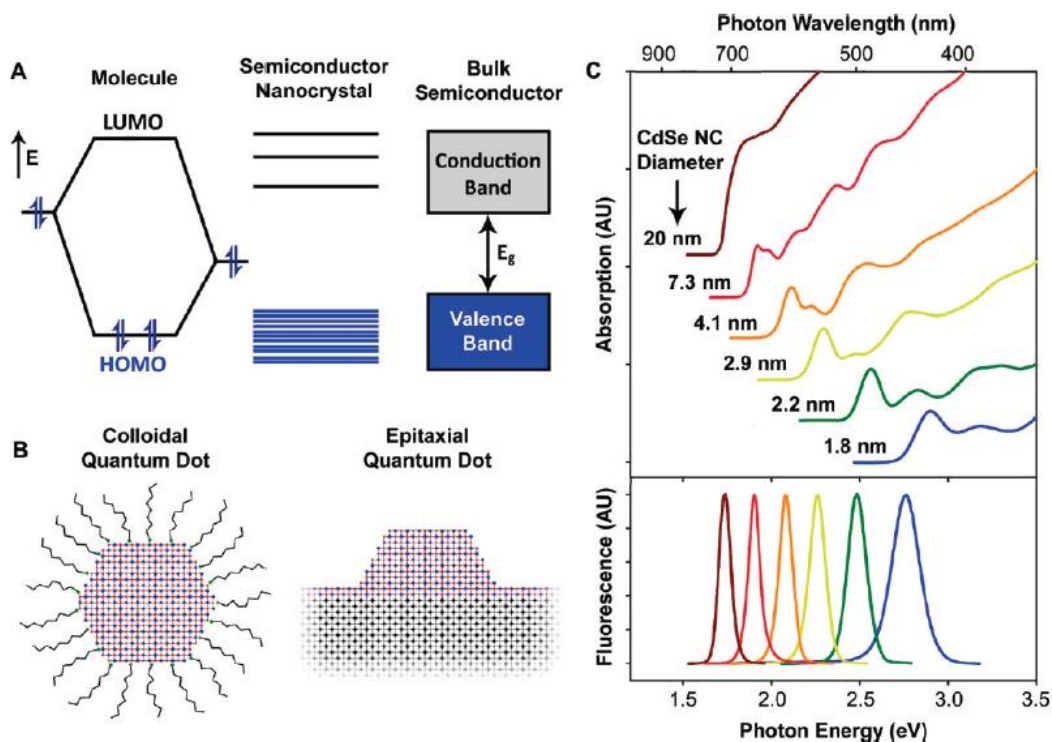 A
Molecule
LUMO
E
HOMO
Semiconductor
Nanocrystal
Bulk
Semiconductor
Conduction
Band
Eg
Valence
Band
B
Colloidal
Quantum Dot
Epitaxial
Quantum Dot
C
Photon Wavelength (nm)
900 700 500 400
CdSe NC
Diameter
20 nm
7.3 nm
4.1 nm
2.9 nm
2.2 nm
1.8 nm
Absorption (AU)
Fluorescence (AU)
1.5 2.0 2.5 3.0 3.5
Photon Energy (eV)